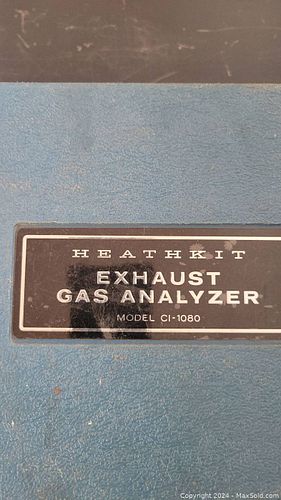 HEATHKIT
EXHAUST
GAS ANALYZER
MODEL CI-1080
Copyright © 2024 - MaxSold.com